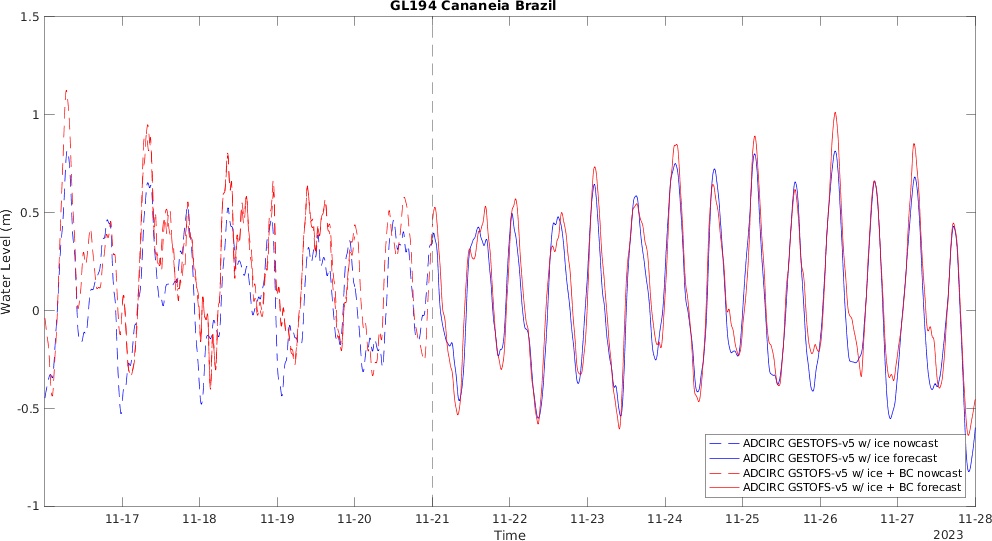 GL194 Cananeia Brazil
1.5
1
0.5
0
-0.5
-1
Water Level (m)
11-17 11-18 11-19 11-20 11-21 11-22 11-23 11-24 11-25 11-26 11-27 11-28
Time
2023
ADCIRC GESTOFS-v5 w/ ice nowcast
ADCIRC GESTOFS-v5 w/ ice forecast
ADCIRC GSTOFS-v5 w/ ice + BC nowcast
ADCIRC GSTOFS-v5 w/ ice + BC forecast